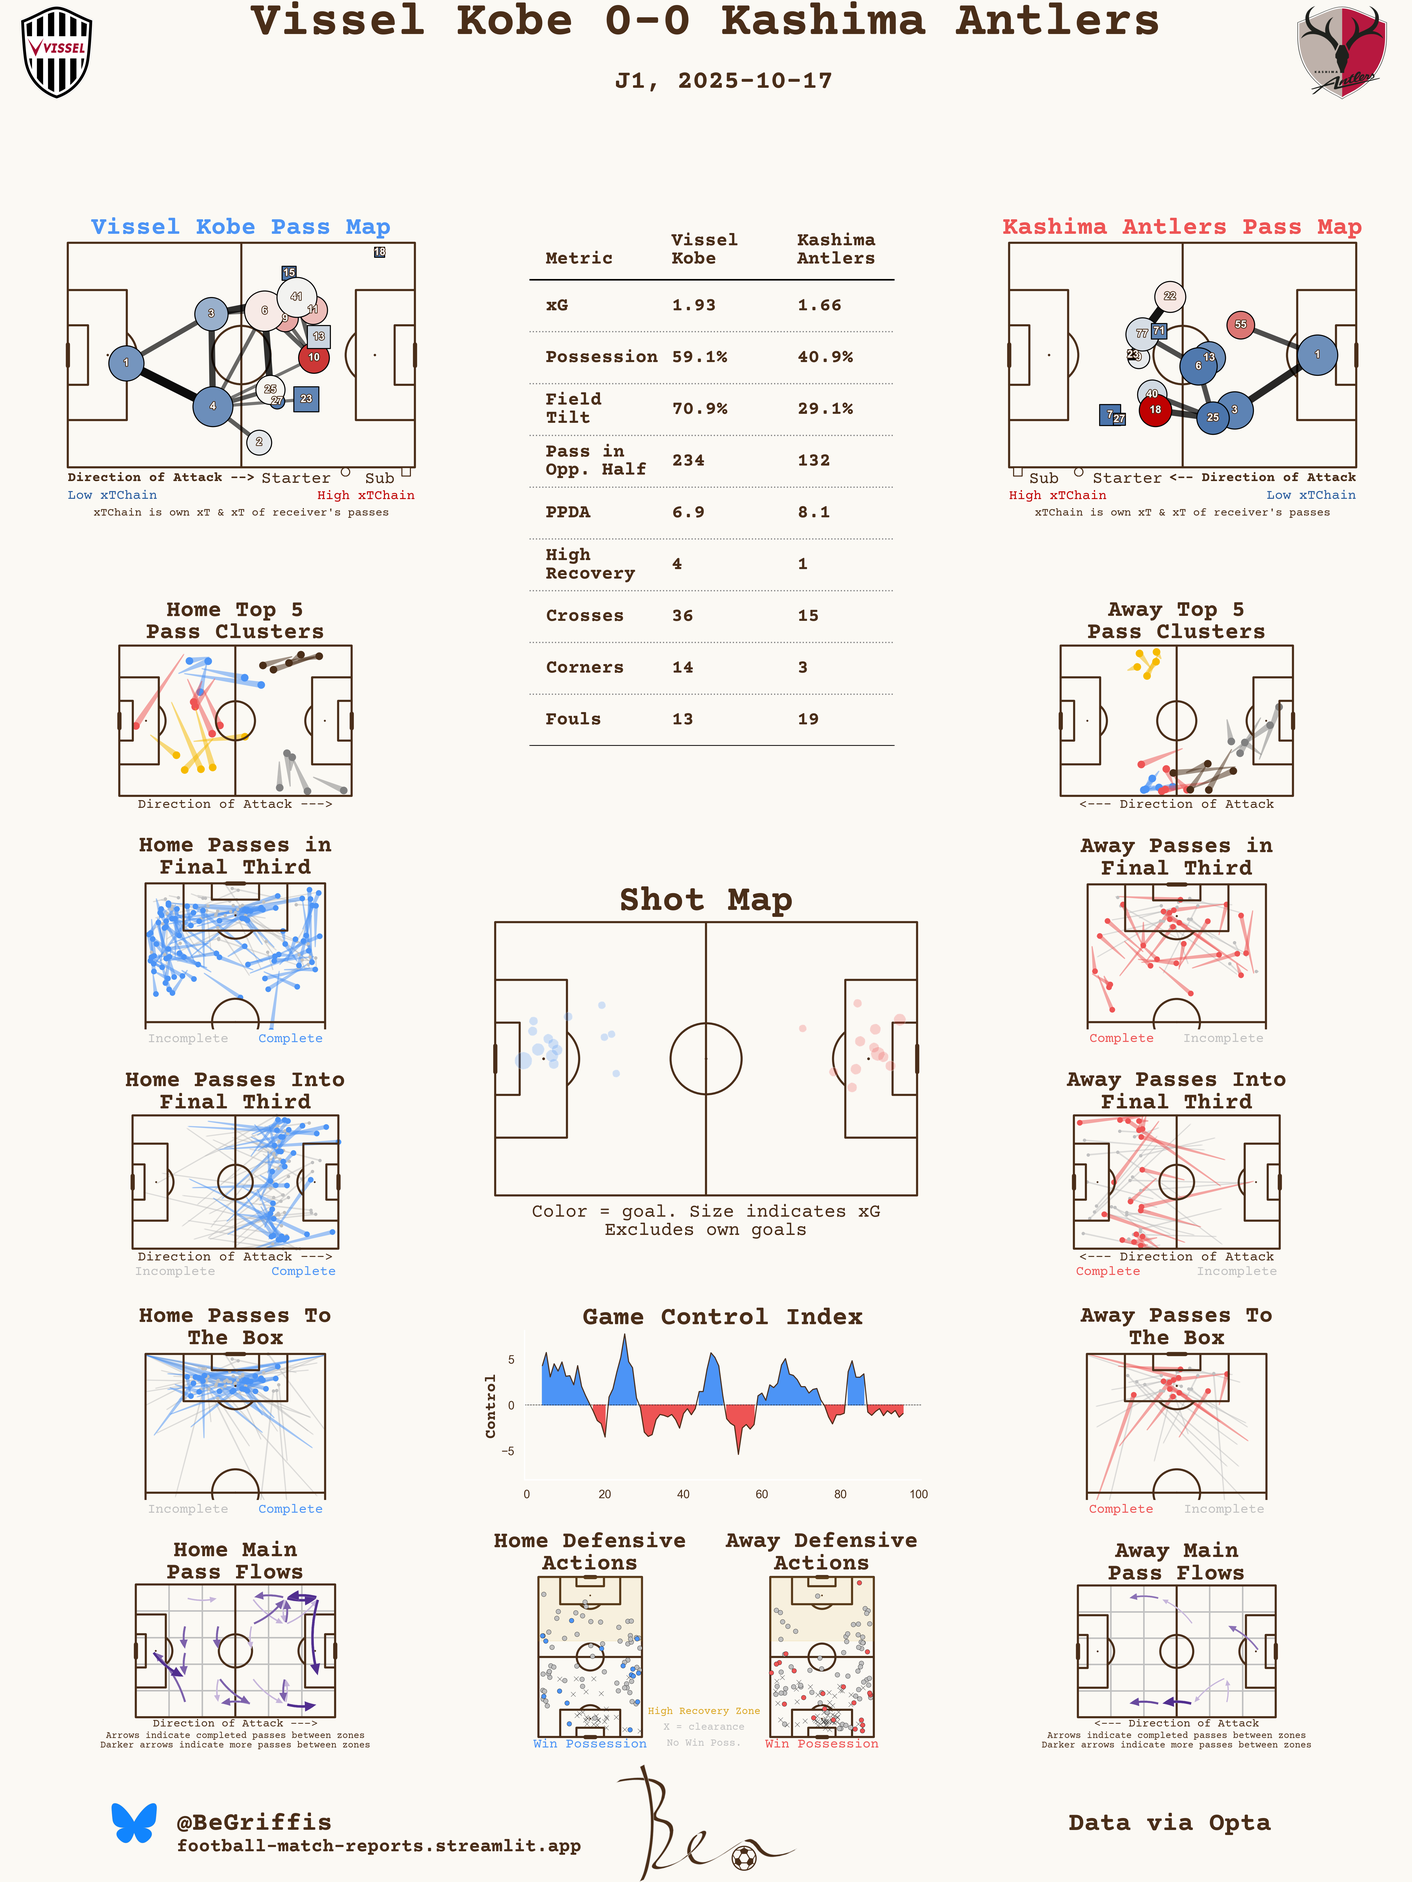 Vissel Kobe 0-0 Kashima Antlers
J1, 2025-10-17
VISSEL
KASHIMA
Antlers
Vissel Kobe Pass Map
18
15
41
6
11
9
3
13
10
1
25
27
23
4
2
Direction of Attack --> Starter Sub
Low xTChain High xTChain
xTChain is own xT & xT of receiver's passes
Metric Vissel Kobe Kashima Antlers
xG 1.93 1.66
Possession 59.1% 40.9%
Field Tilt 70.9% 29.1%
Pass in Opp. Half 234 132
PPDA 6.9 8.1
High Recovery 4 1
Crosses 36 15
Corners 14 3
Fouls 13 19
Kashima Antlers Pass Map
22
55
77
71
23
13
6
1
40
18
7
27
25
3
Sub Starter <-- Direction of Attack
High xTChain Low xTChain
xTChain is own xT & xT of receiver's passes
Home Top 5
Pass Clusters
Direction of Attack --->
Away Top 5
Pass Clusters
<--- Direction of Attack
Home Passes in
Final Third
Incomplete Complete
Away Passes in
Final Third
Complete Incomplete
Shot Map
Color = goal. Size indicates xG
Excludes own goals
Home Passes Into
Final Third
Direction of Attack --->
Incomplete Complete
Away Passes Into
Final Third
<--- Direction of Attack
Complete Incomplete
Home Passes To
The Box
Incomplete Complete
Game Control Index
Control
5
0
−5
0 20 40 60 80 100
Away Passes To
The Box
Complete Incomplete
Home Main
Pass Flows
Direction of Attack --->
Arrows indicate completed passes between zones
Darker arrows indicate more passes between zones
Home Defensive
Actions
Win Possession
High Recovery Zone
X = clearance
No Win Poss.
Away Defensive
Actions
Win Possession
Away Main
Pass Flows
<--- Direction of Attack
Arrows indicate completed passes between zones
Darker arrows indicate more passes between zones
@BeGriffis
football-match-reports.streamlit.app
Ben
Data via Opta